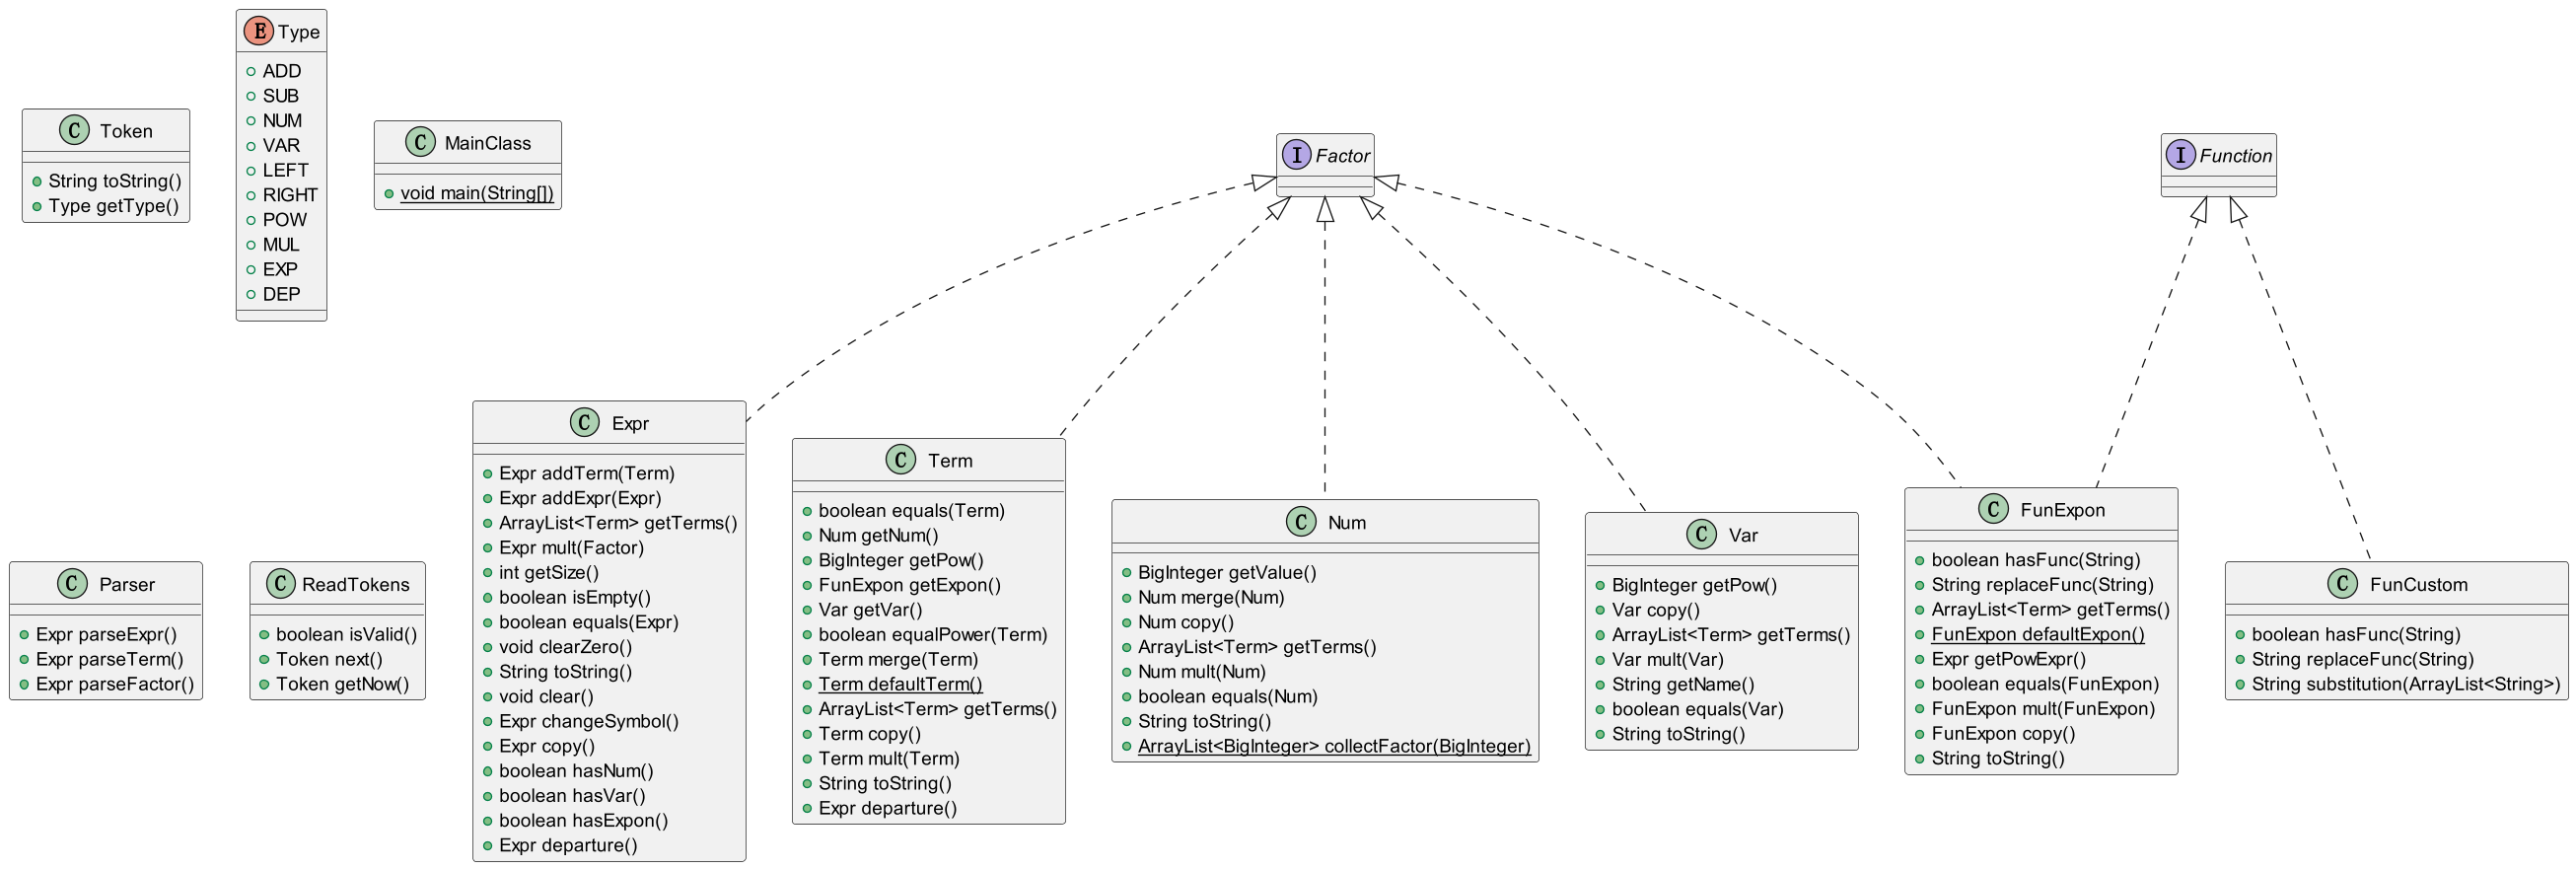 E Type
ADD
SUB
NUM
VAR
LEFT
RIGHT
POW
MUL
EXP
DEP
C Token
String toString()
Type getType()
C MainClass
void main(String[])
I Factor
I Function
C Expr
Expr addTerm(Term)
Expr addExpr(Expr)
ArrayList<Term> getTerms()
Expr mult(Factor)
int getSize()
boolean isEmpty()
boolean equals(Expr)
void clearZero()
String toString()
void clear()
Expr changeSymbol()
Expr copy()
boolean hasNum()
boolean hasVar()
boolean hasExpon()
Expr departure()
C Term
boolean equals(Term)
Num getNum()
BigInteger getPow()
FunExpon getExpon()
Var getVar()
boolean equalPower(Term)
Term merge(Term)
Term defaultTerm()
ArrayList<Term> getTerms()
Term copy()
Term mult(Term)
String toString()
Expr departure()
C Num
BigInteger getValue()
Num merge(Num)
Num copy()
ArrayList<Term> getTerms()
Num mult(Num)
boolean equals(Num)
String toString()
ArrayList<BigInteger> collectFactor(BigInteger)
C Var
BigInteger getPow()
Var copy()
ArrayList<Term> getTerms()
Var mult(Var)
String getName()
boolean equals(Var)
String toString()
C FunExpon
boolean hasFunc(String)
String replaceFunc(String)
ArrayList<Term> getTerms()
FunExpon defaultExpon()
Expr getPowExpr()
boolean equals(FunExpon)
FunExpon mult(FunExpon)
FunExpon copy()
String toString()
C FunCustom
boolean hasFunc(String)
String replaceFunc(String)
String substitution(ArrayList<String>)
C Parser
Expr parseExpr()
Expr parseTerm()
Expr parseFactor()
C ReadTokens
boolean isValid()
Token next()
Token getNow()